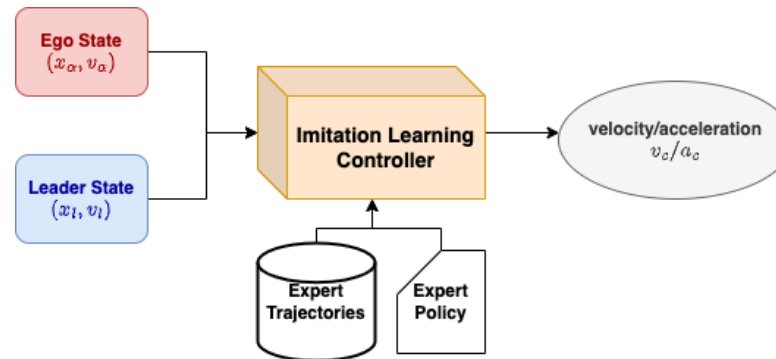 Ego State
(xα, vα)
Leader State
(xl, vl)
Imitation Learning
Controller
velocity/acceleration
vc/ac
Expert
Trajectories
Expert
Policy